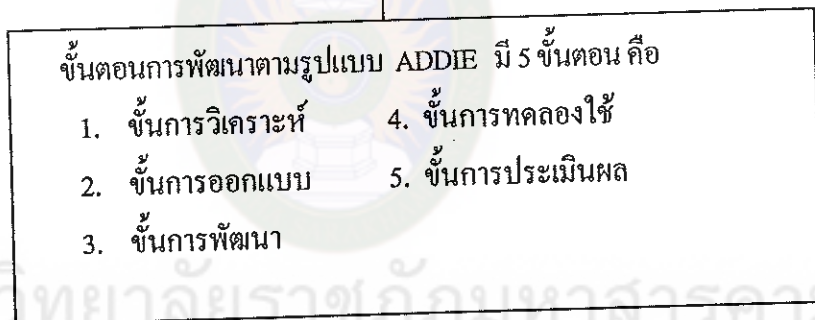 ขั้นตอนการพัฒนาตามรูปแบบ ADDIE มี 5 ขั้นตอน คือ
1. ขั้นการวิเคราะห์ 4. ขั้นการทดลองใช้
2. ขั้นการออกแบบ 5. ขั้นการประเมินผล
3. ขั้นการพัฒนา